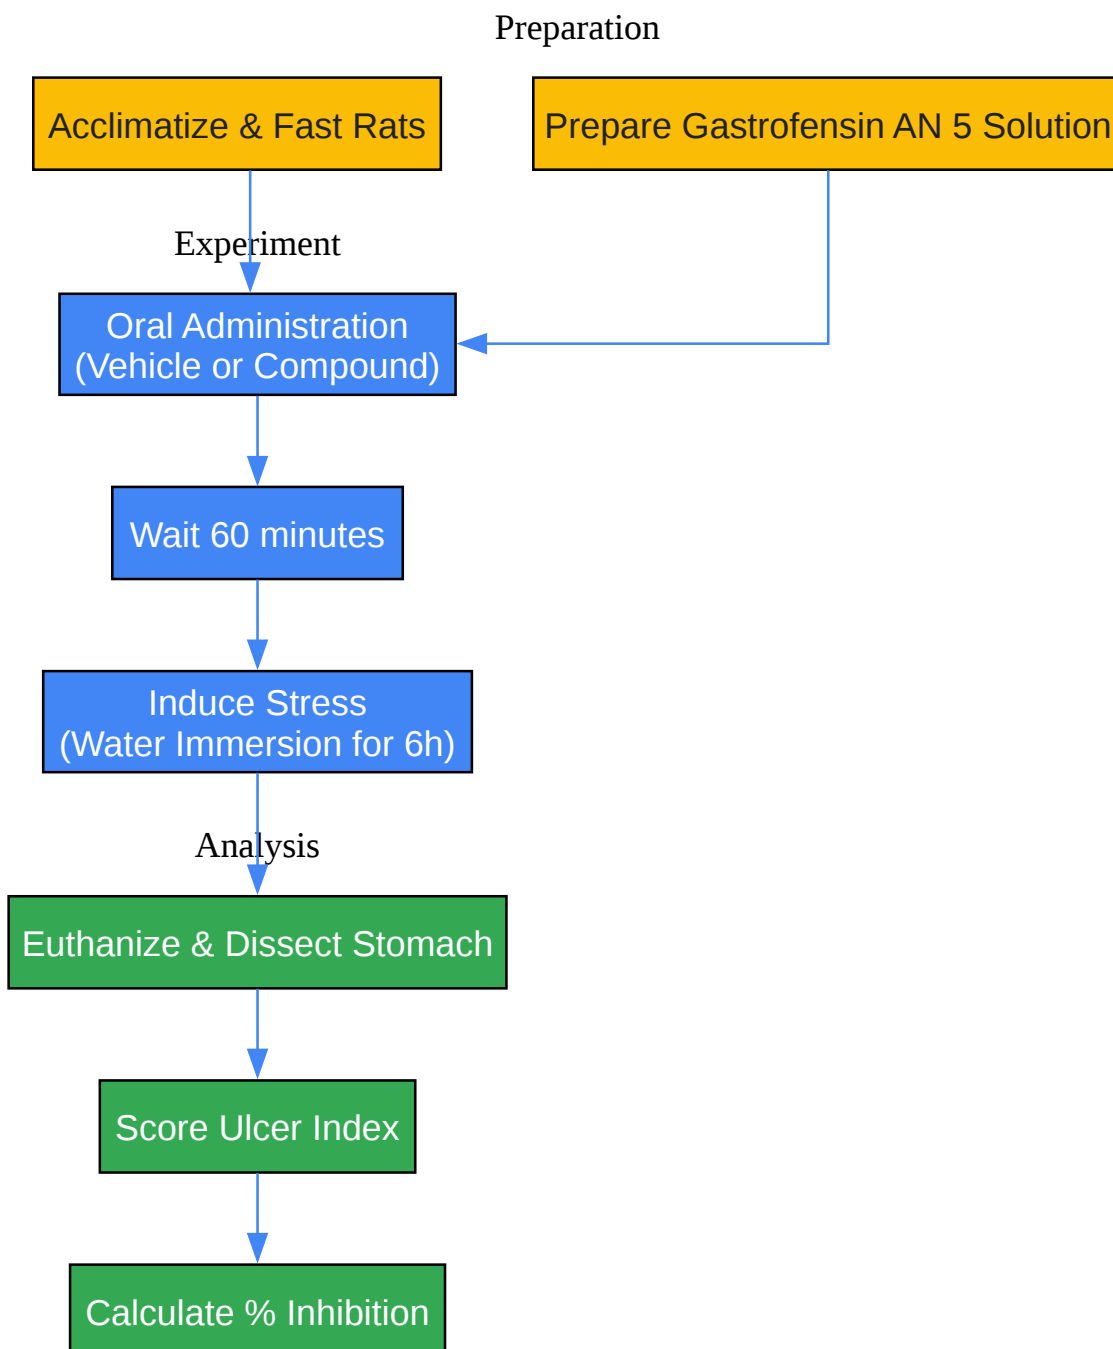 Preparation
Acclimatize & Fast Rats
Prepare Gastrofensin AN 5 Solution
Experiment
Oral Administration
(Vehicle or Compound)
Wait 60 minutes
Induce Stress
(Water Immersion for 6h)
Analysis
Euthanize & Dissect Stomach
Score Ulcer Index
Calculate % Inhibition